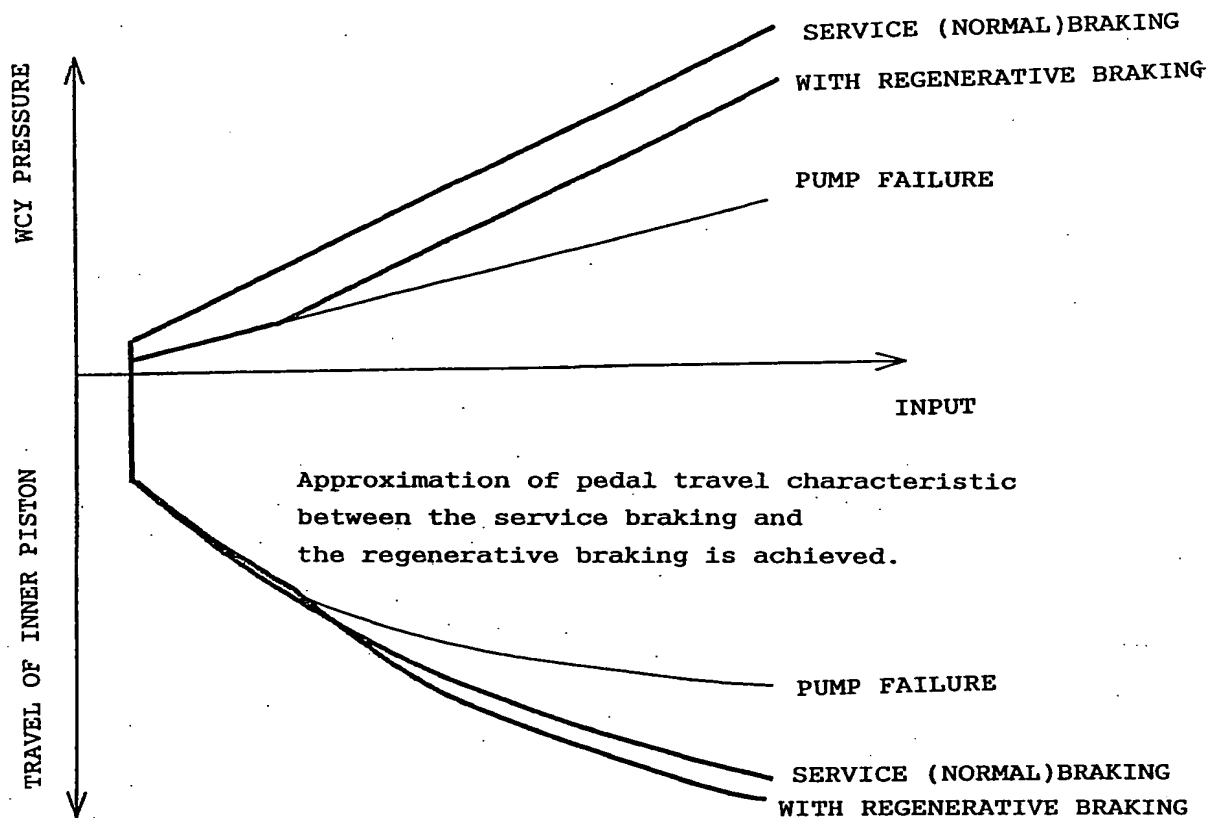 SERVICE (NORMAL)BRAKING
WITH REGENERATIVE BRAKING
WCY PRESSURE
PUMP FAILURE
INPUT
Approximation of pedal travel characteristic
between the service braking and
the regenerative braking is achieved.
TRAVEL OF INNER PISTON
PUMP FAILURE
SERVICE (NORMAL)BRAKING
WITH REGENERATIVE BRAKING